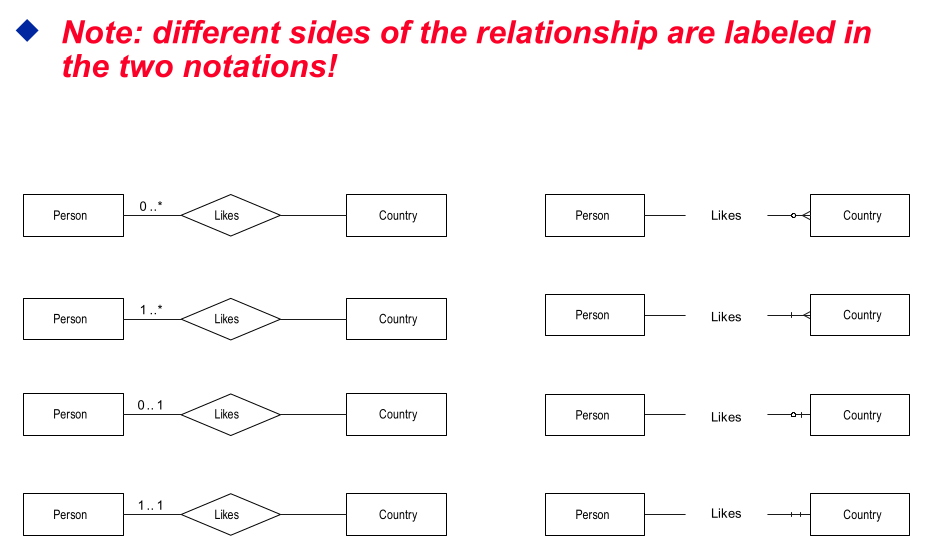 Note: different sides of the relationship are labeled in
the two notations!
Person 0..* Likes Country Person Likes Country
Person 1..* Likes Country Person Likes Country
Person 0..1 Likes Country Person Likes Country
Person 1..1 Likes Country Person Likes Country